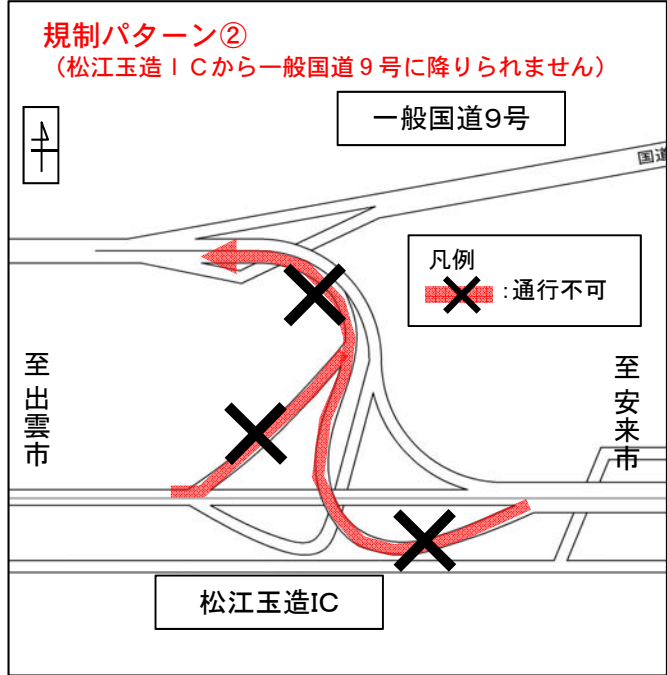 規制パターン②
（松江玉造ＩＣから一般国道９号に降りられません）
一般国道9号
国道
凡例
：通行不可
至出雲市
至安来市
松江玉造IC